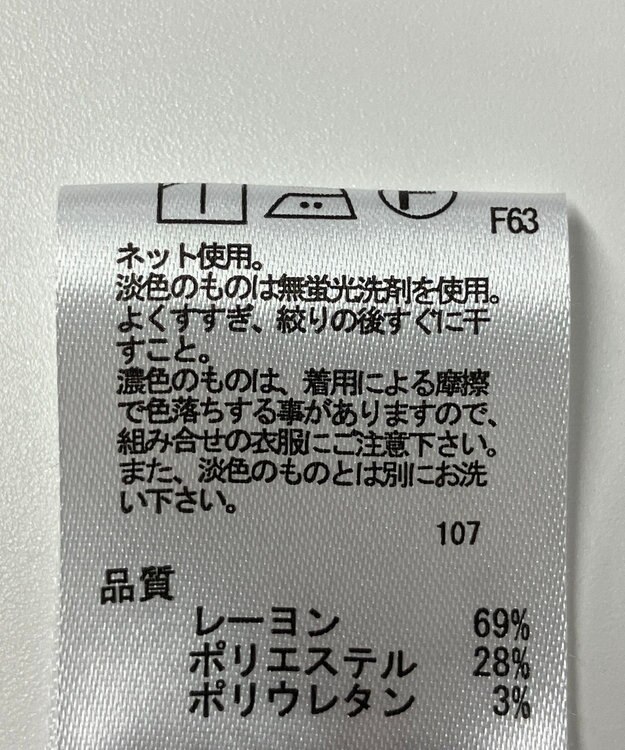 F63
ネット使用。
淡色のものは無蛍光洗剤を使用。
よくすすぎ、絞りの後すぐに干
すこと。
濃色のものは、着用による摩擦
で色落ちする事がありますので、
組み合せの衣服にご注意下さい。
また、淡色のものとは別にお洗
い下さい。
107
品質
レーヨン 69%
ポリエステル 28%
ポリウレタン 3%